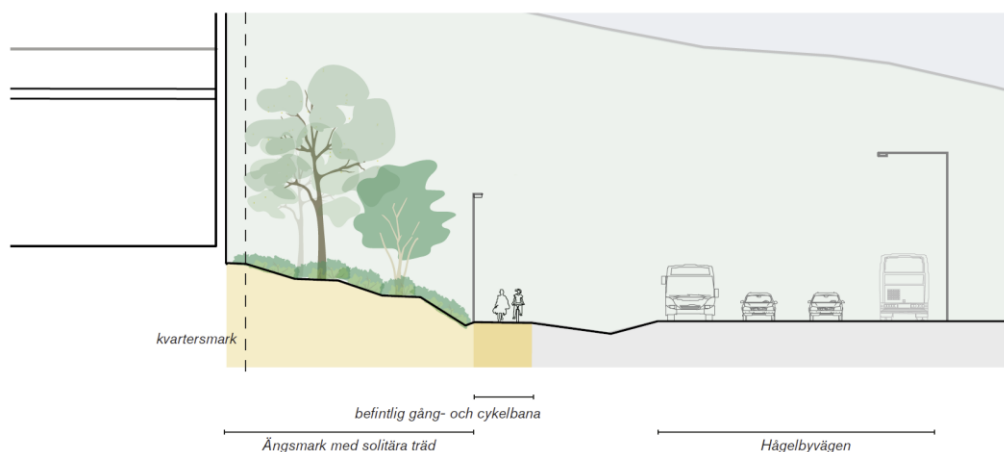 kvartersmark
befintlig gång- och cykelbana
Ängsmark med solitära träd
Hågelbyvägen